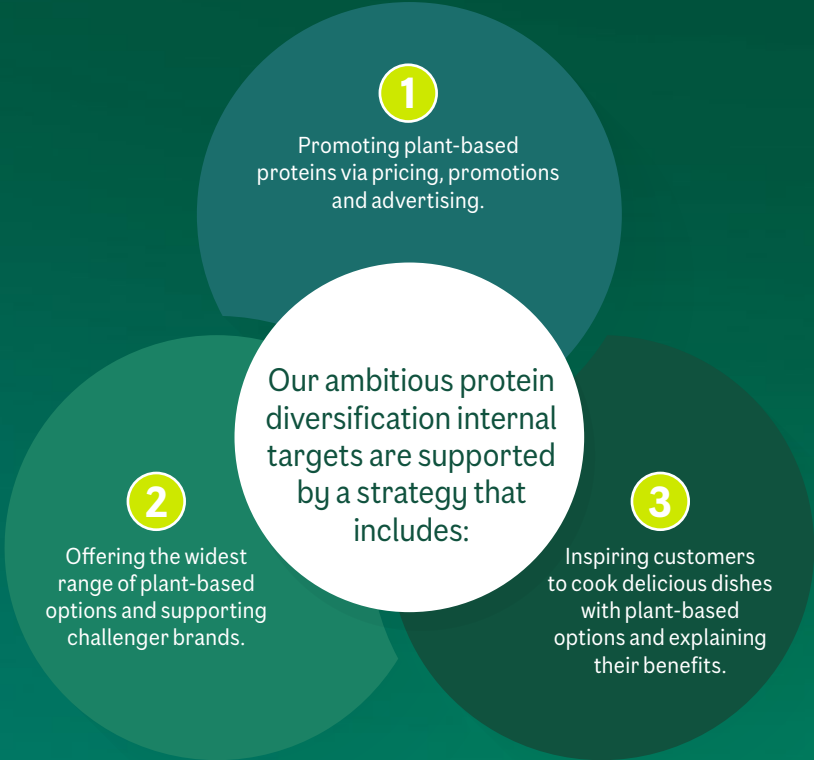 1
Promoting plant-based
proteins via pricing, promotions
and advertising.
Our ambitious protein
diversification internal
targets are supported
by a strategy that
includes:
2
Offering the widest
range of plant-based
options and supporting
challenger brands.
3
Inspiring customers
to cook delicious dishes
with plant-based
options and explaining
their benefits.